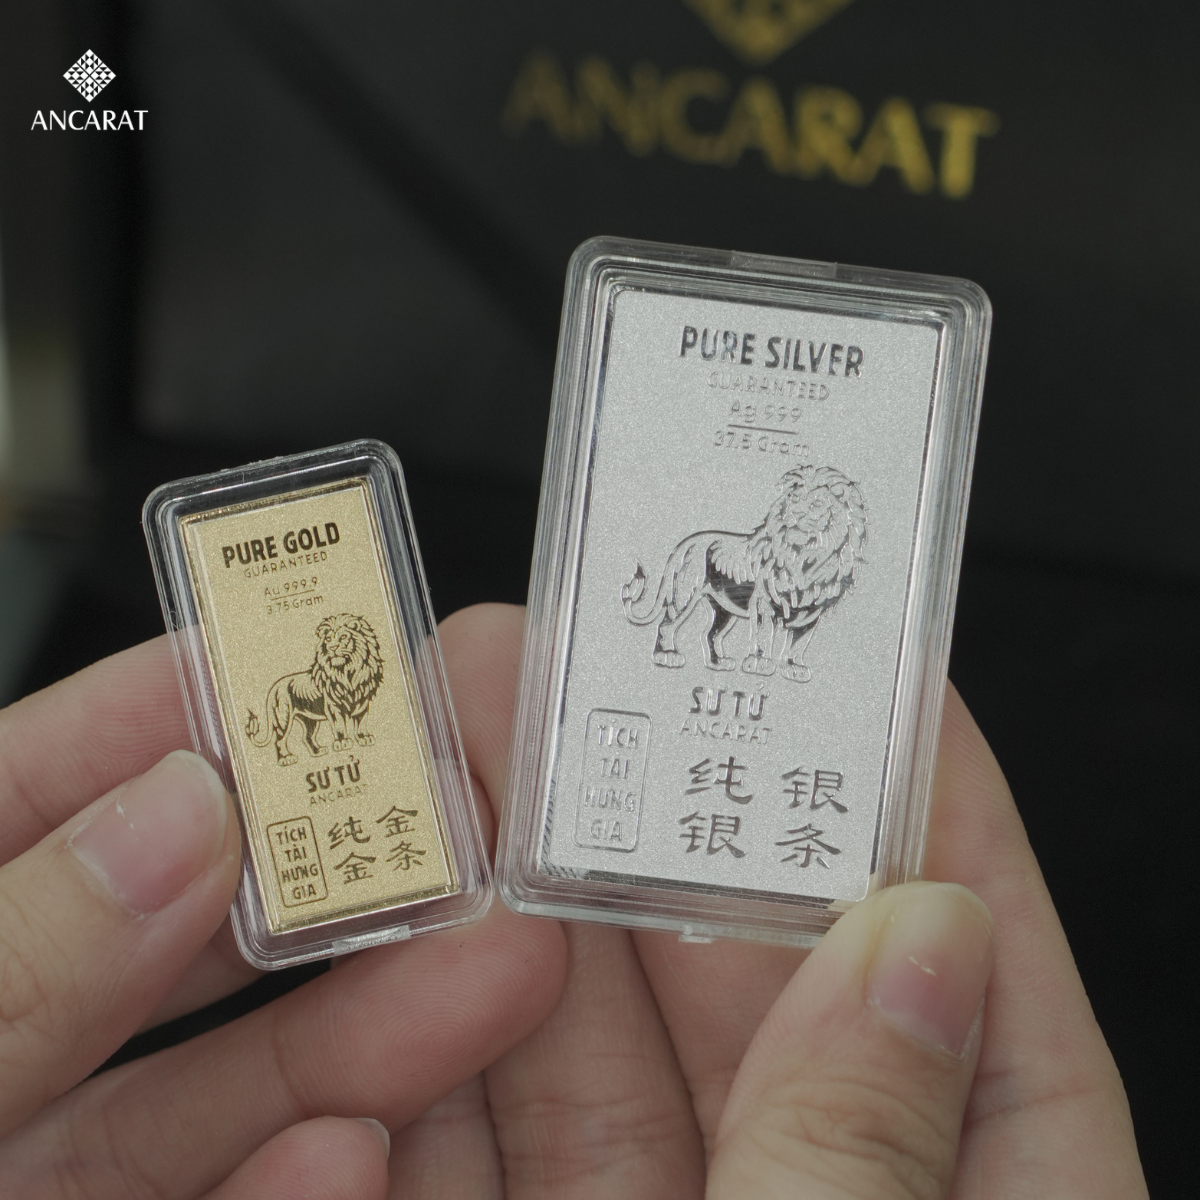 ANCARAT
ANCARAT
PURE GOLD
GUARANTEED
Au 999.9
3.75 Gram
SƯ TỬ
ANCARAT
TÍCH
TÀI
HƯNG
GIA
纯金
金条
PURE SILVER
GUARANTEED
Ag 999
37.5 Gram
SƯ TỬ
ANCARAT
TÍCH
TÀI
HƯNG
GIA
纯银
银条